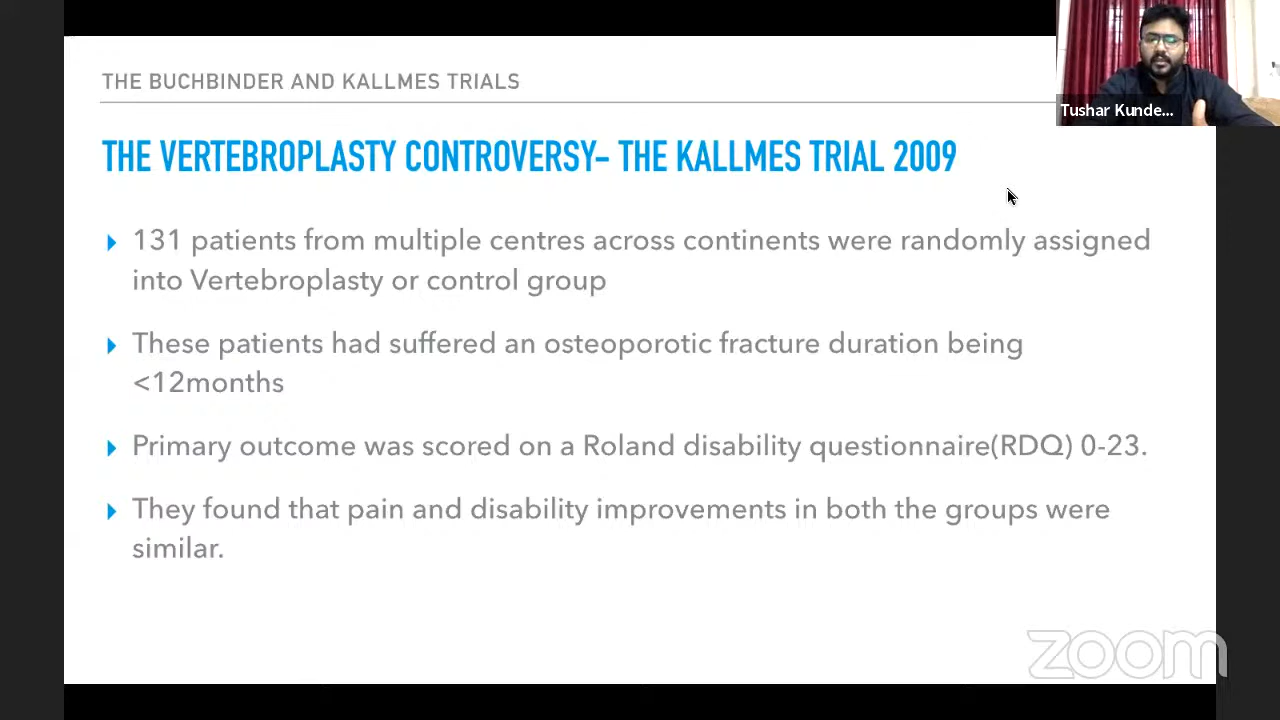 THE BUCHBINDER AND KALLMES TRIALS
Tushar Kunde...
THE VERTEBROPLASTY CONTROVERSY- THE KALLMES TRIAL 2009
131 patients from multiple centres across continents were randomly assigned
into Vertebroplasty or control group
These patients had suffered an osteoporotic fracture duration being
<12months
Primary outcome was scored on a Roland disability questionnaire(RDQ) 0-23.
They found that pain and disability improvements in both the groups were
similar.
zoom